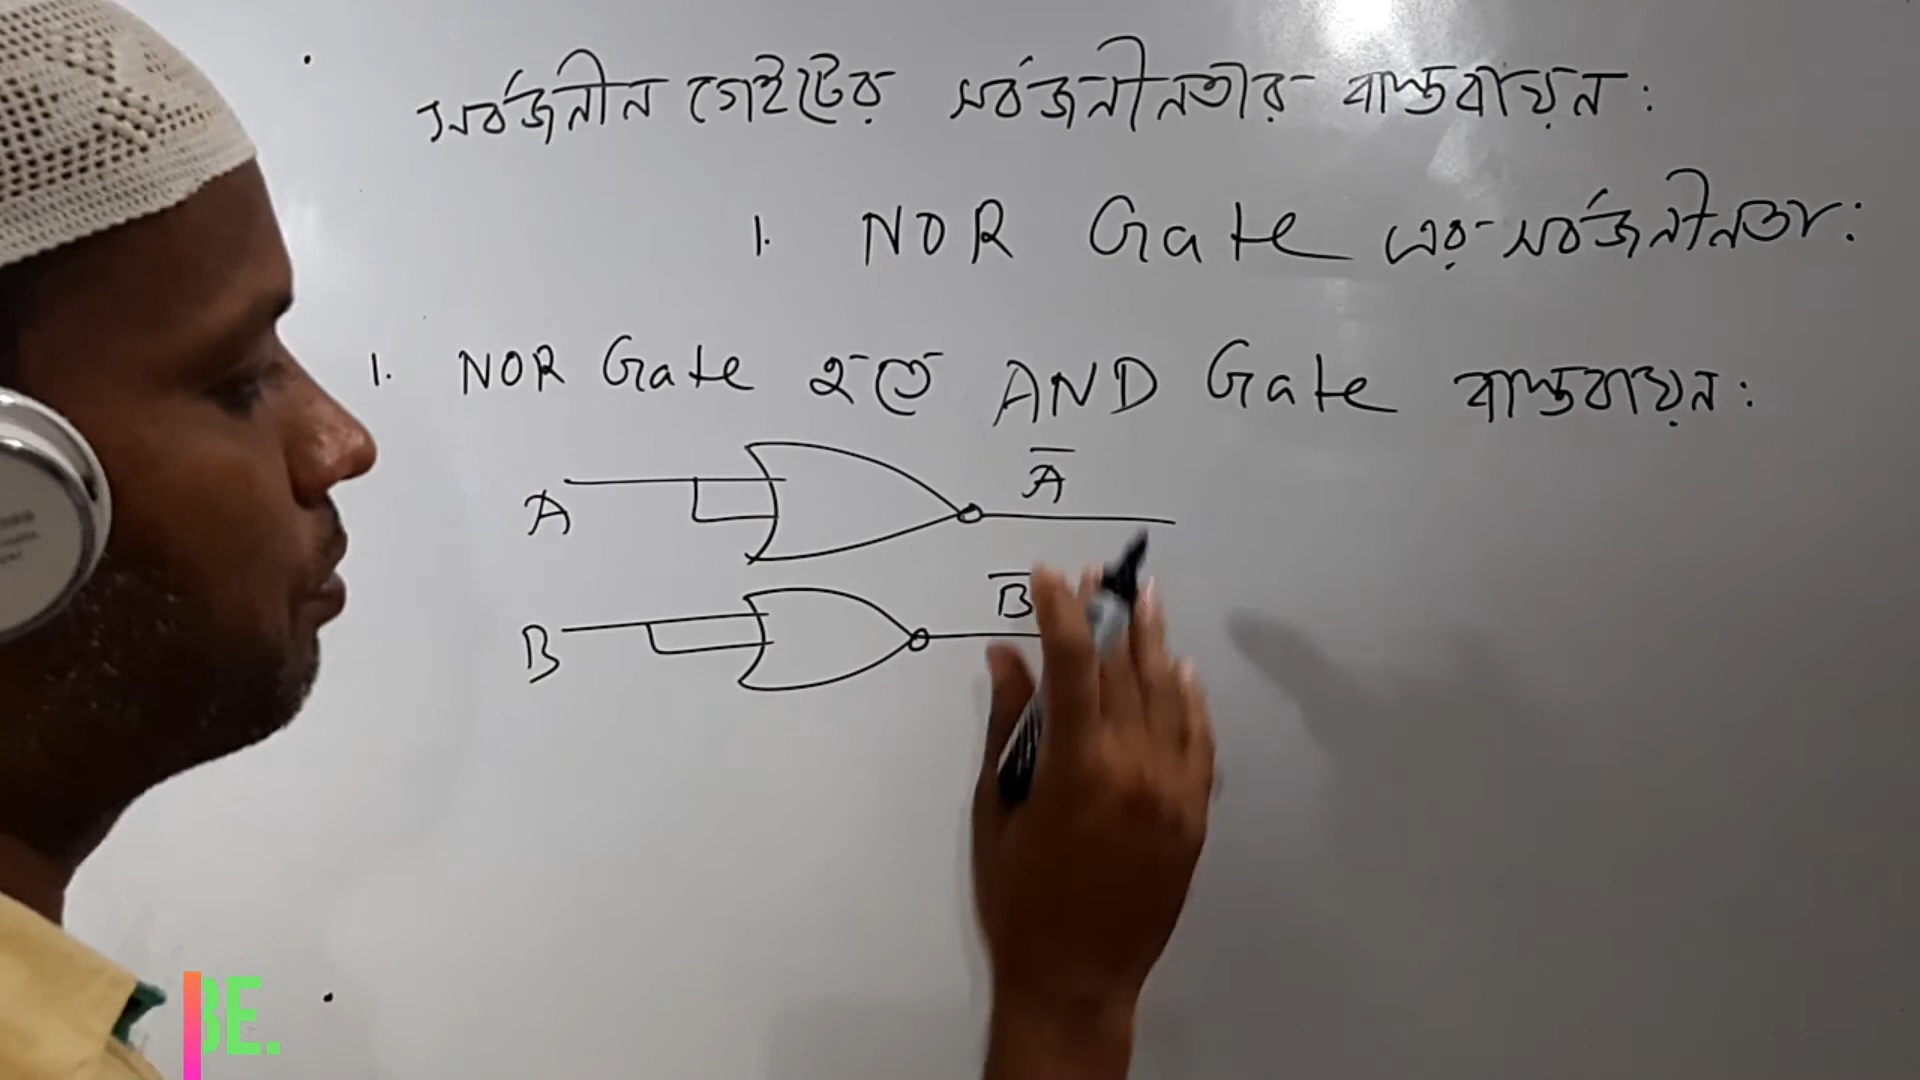 সর্বজনীন গেইটের সর্বজনীনতার বাস্তবায়ন:
1. NOR Gate এর সর্বজনীনতা:
1. NOR Gate হতে AND Gate বাস্তবায়ন:
A A̅
B B̅
BE.